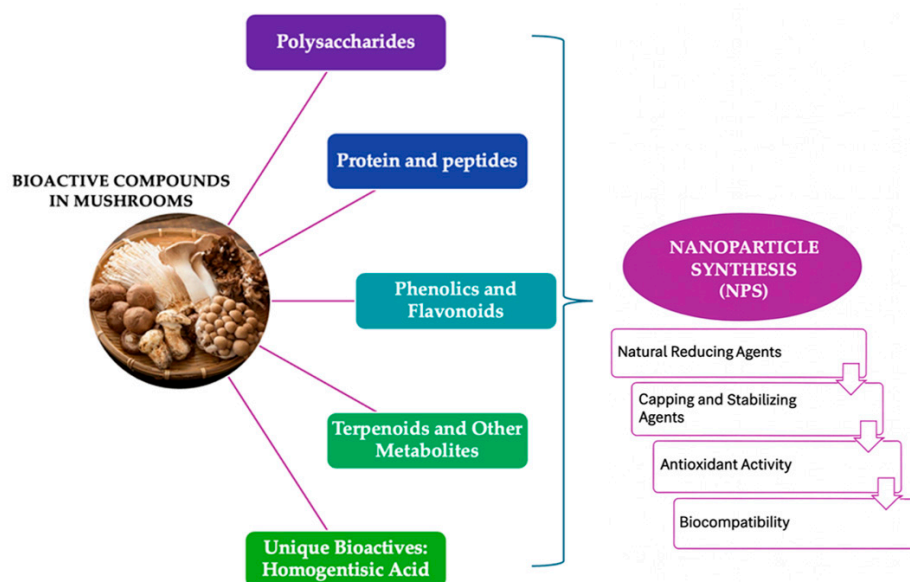 Polysaccharides
Protein and peptides
BIOACTIVE COMPOUNDS
IN MUSHROOMS
Phenolics and
Flavonoids
Terpenoids and Other
Metabolites
Unique Bioactives:
Homogentisic Acid
NANOPARTICLE
SYNTHESIS
(NPS)
Natural Reducing Agents
Capping and Stabilizing
Agents
Antioxidant Activity
Biocompatibility